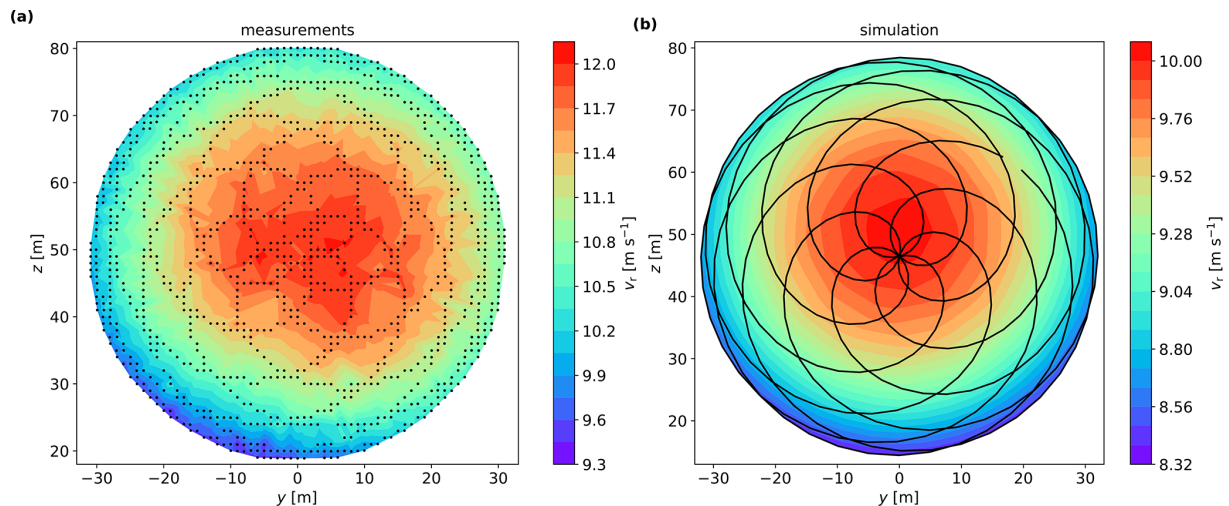 (a)
measurements
80
70
60
50
40
30
20
z [m]
−30 −20 −10 0 10 20 30
y [m]
12.0
11.7
11.4
11.1
10.8
10.5
10.2
9.9
9.6
9.3
v_r [m s⁻¹]
(b)
simulation
80
70
60
50
40
30
20
z [m]
−30 −20 −10 0 10 20 30
y [m]
10.00
9.76
9.52
9.28
9.04
8.80
8.56
8.32
v_r [m s⁻¹]